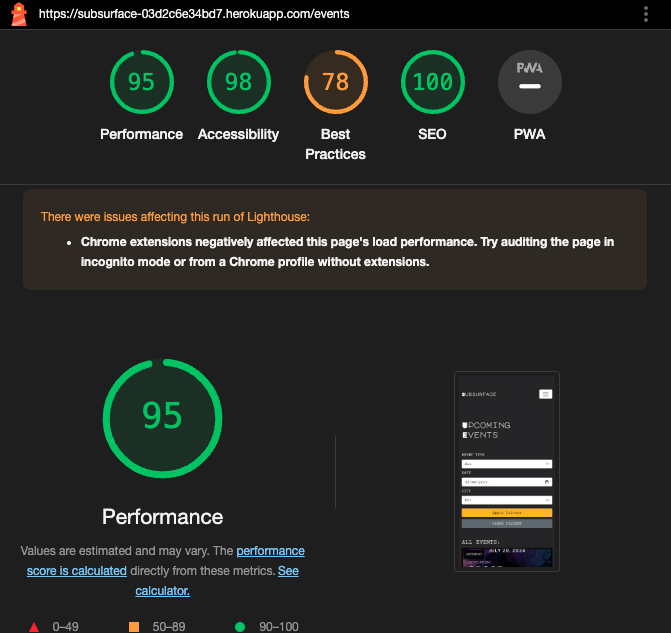 https://subsurface-03d2c6e34bd7.herokuapp.com/events
95
98
78
100
PWA
Performance
Accessibility
Best
Practices
SEO
PWA
There were issues affecting this run of Lighthouse:
• Chrome extensions negatively affected this page's load performance. Try auditing the page in
incognito mode or from a Chrome profile without extensions.
95
Performance
Values are estimated and may vary. The performance
score is calculated directly from these metrics. See
calculator.
0–49
50–89
90–100
SUBSURFACE
UPCOMING
EVENTS
EVENT TYPE
All
DATE
All
Apply Filters
CLEAR FILTERS
ALL EVENTS:
JULY 20, 2024